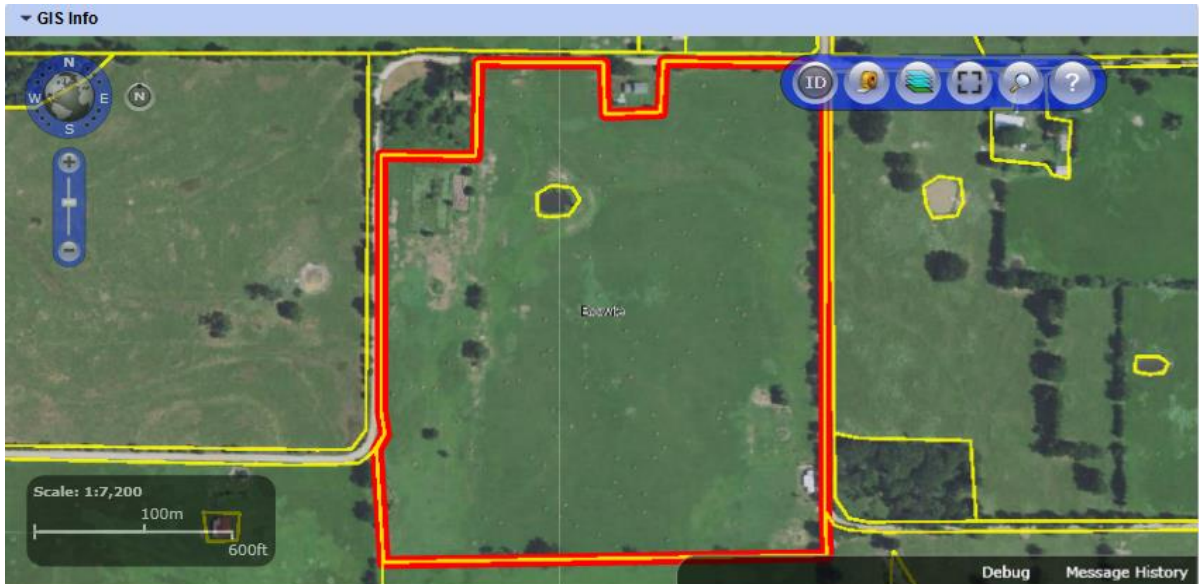 GIS Info
N
W E
S
N
ID
?
Scale: 1:7,200
100m
600ft
Debug Message History